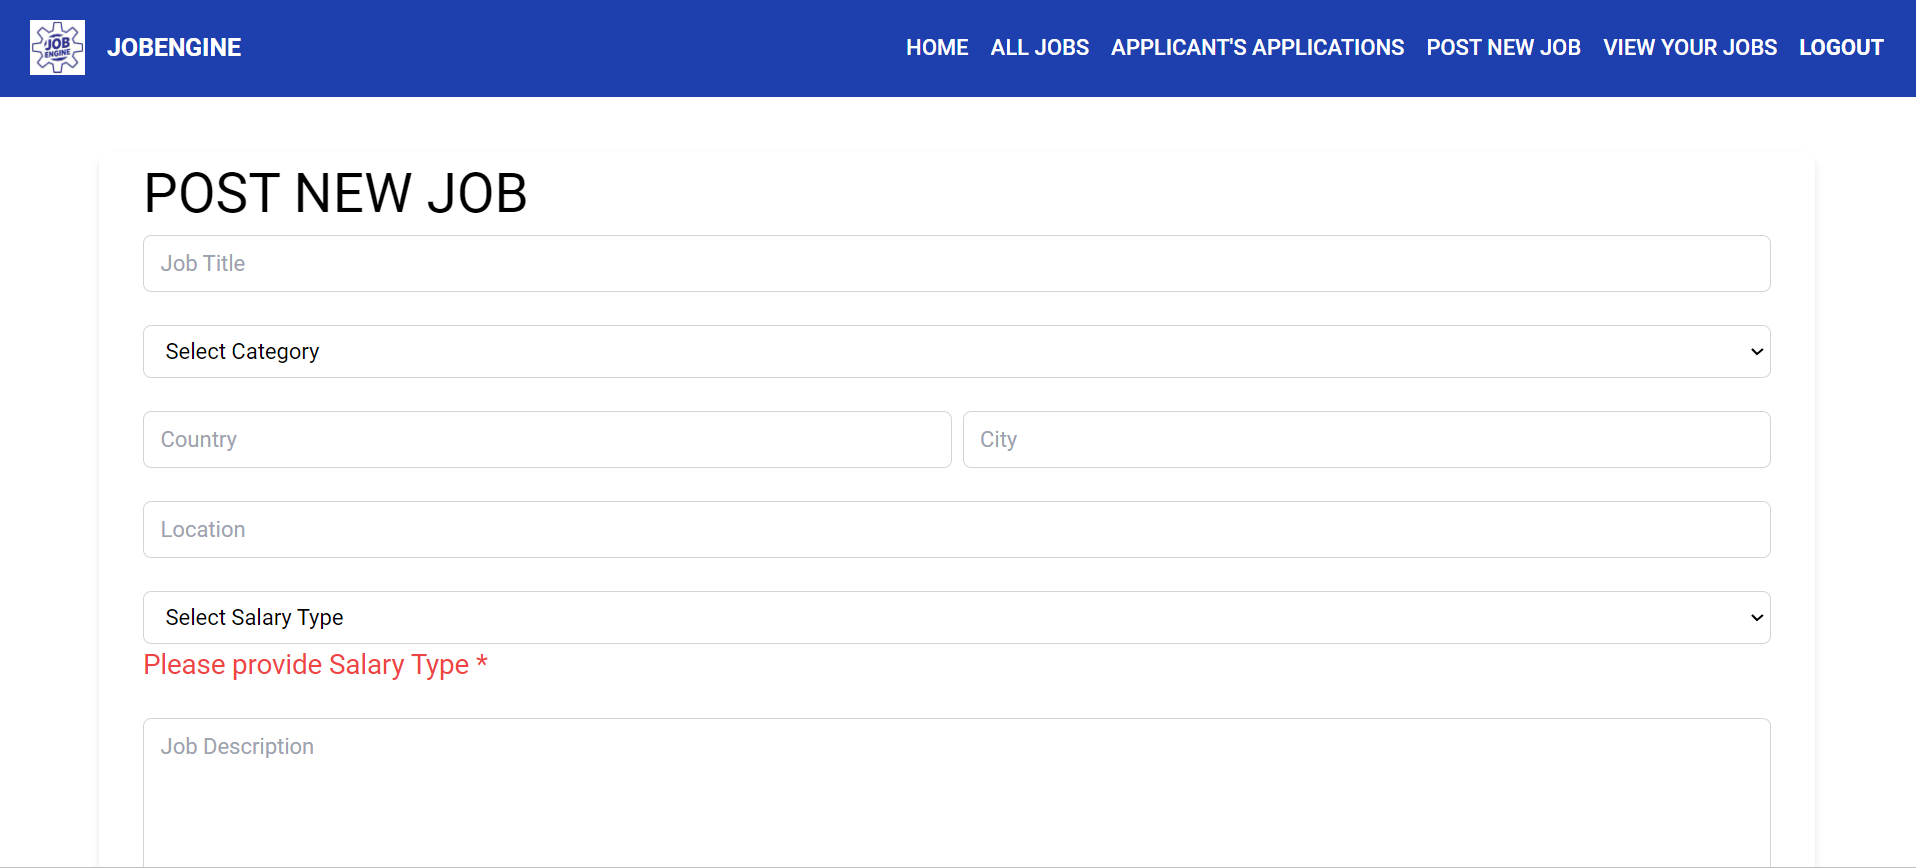 JOB
ENGINE
JOBENGINE
HOME ALL JOBS APPLICANT'S APPLICATIONS POST NEW JOB VIEW YOUR JOBS LOGOUT
POST NEW JOB
Job Title
Select Category
Country City
Location
Select Salary Type
Please provide Salary Type *
Job Description